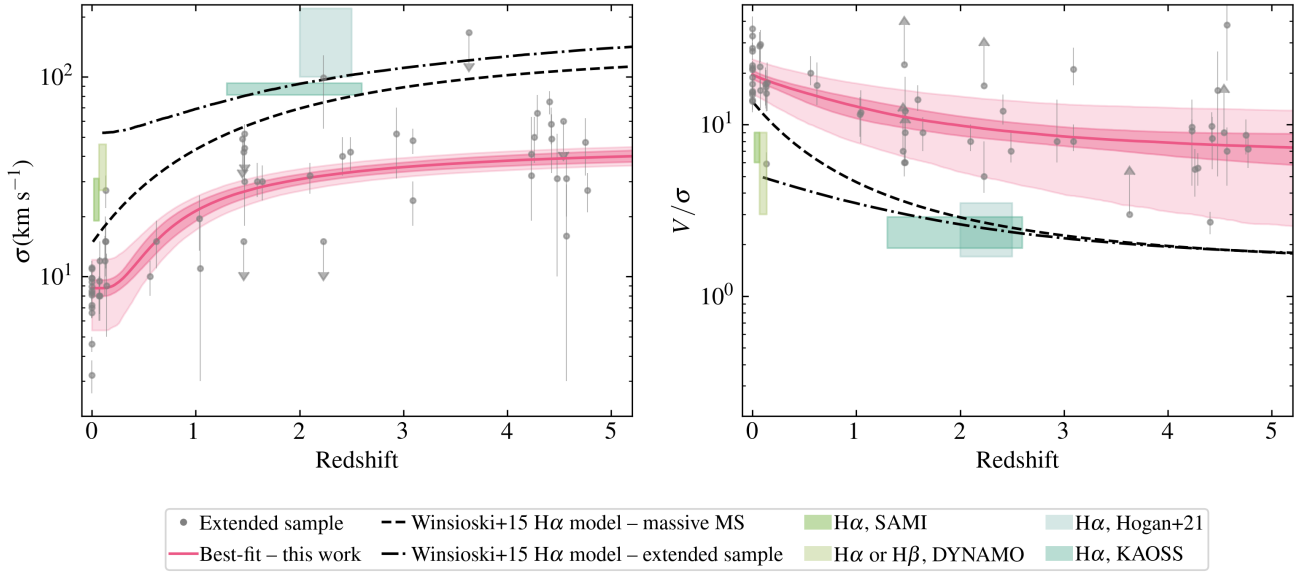 10²
10¹
σ(km s⁻¹)
0 1 2 3 4 5
Redshift
10¹
10⁰
V/σ
0 1 2 3 4 5
Redshift
Extended sample
Best-fit – this work
Winsioski+15 Hα model – massive MS
Winsioski+15 Hα model – extended sample
Hα, SAMI
Hα or Hβ, DYNAMO
Hα, Hogan+21
Hα, KAOSS